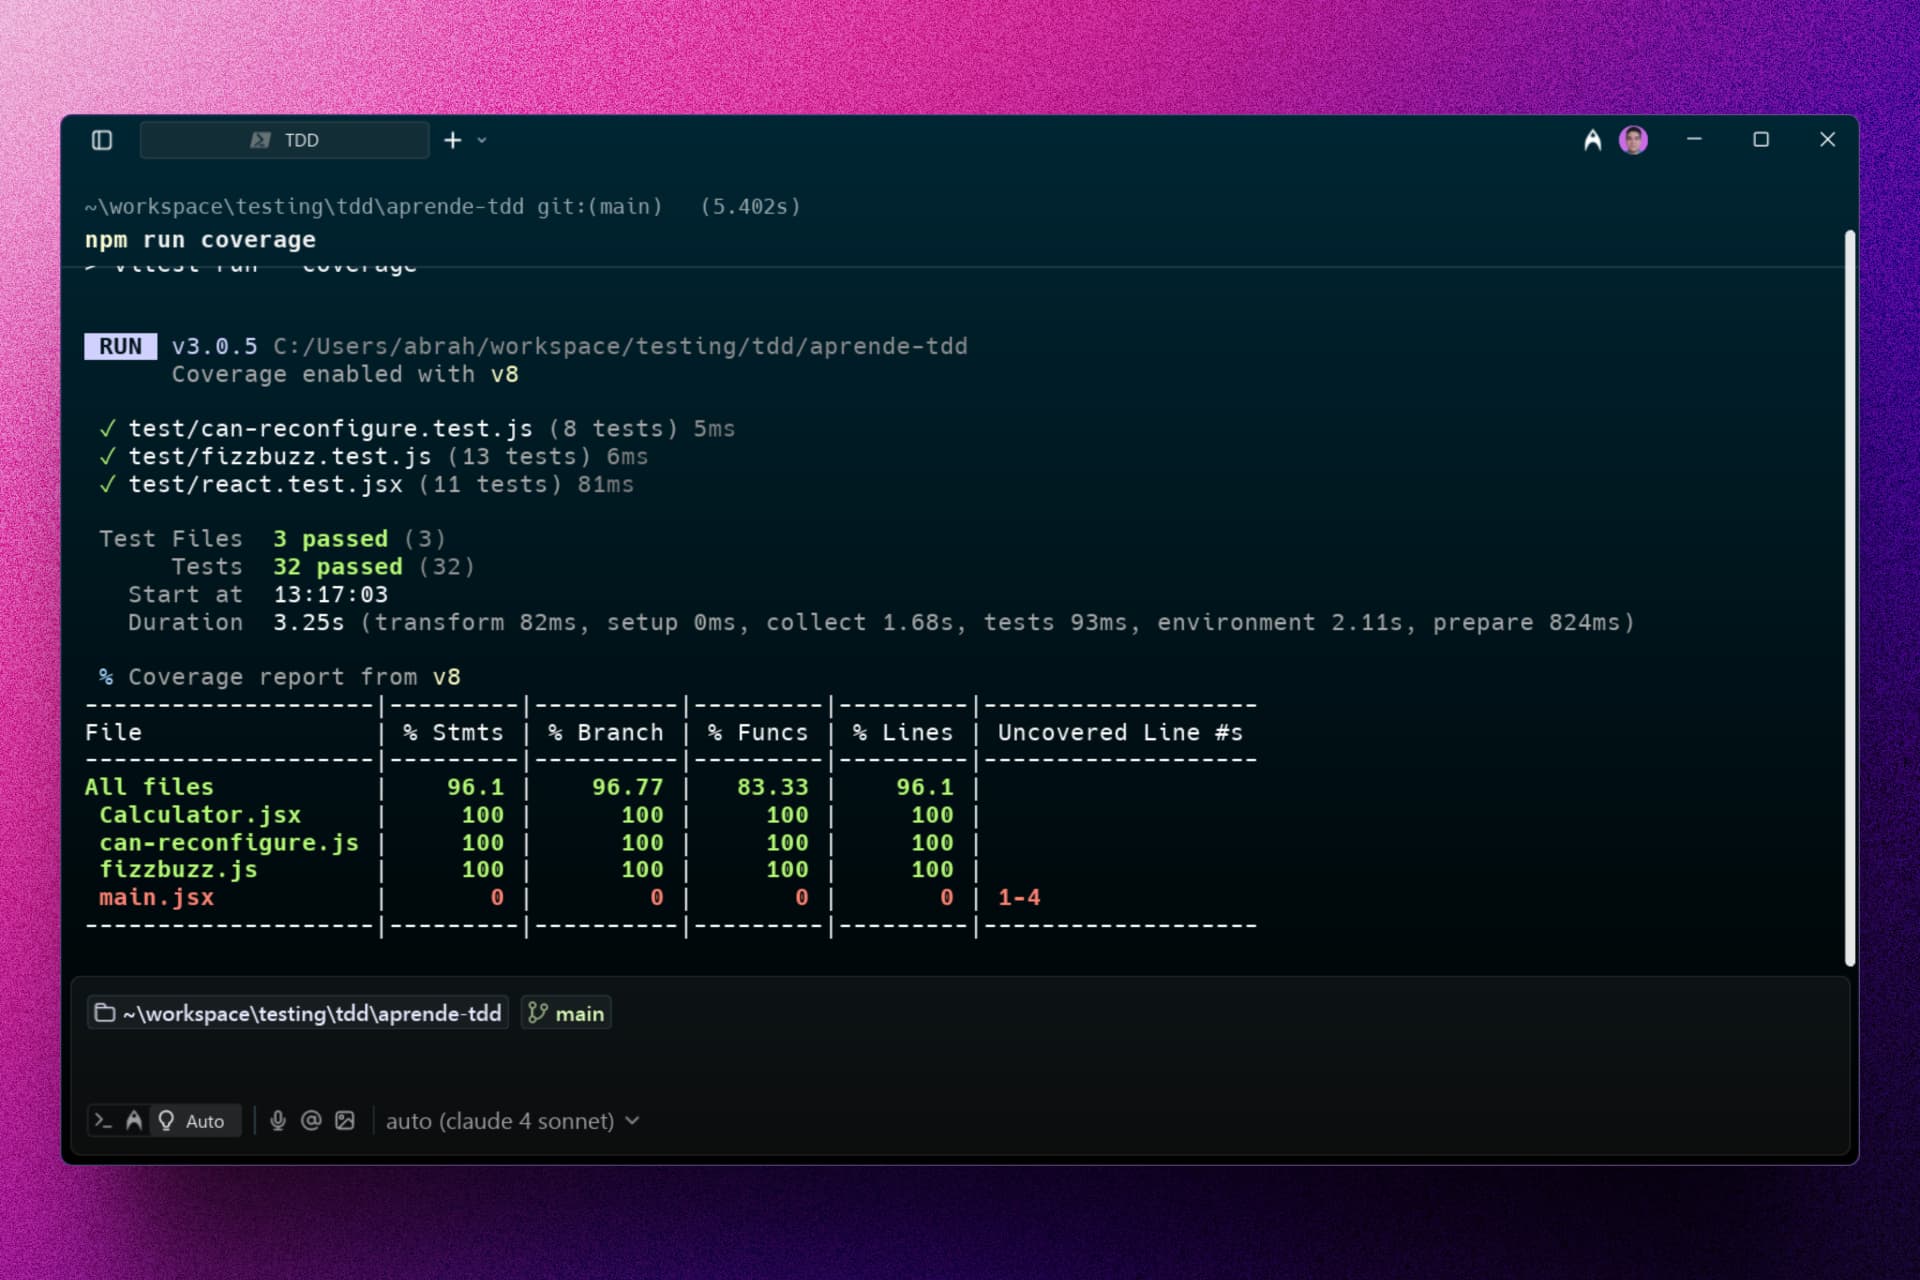 TDD
~\workspace\testing\tdd\aprende-tdd git:(main) (5.402s)
npm run coverage
> vitest run --coverage
RUN v3.0.5 C:/Users/abrah/workspace/testing/tdd/aprende-tdd
Coverage enabled with v8
✓ test/can-reconfigure.test.js (8 tests) 5ms
✓ test/fizzbuzz.test.js (13 tests) 6ms
✓ test/react.test.jsx (11 tests) 81ms
Test Files 3 passed (3)
Tests 32 passed (32)
Start at 13:17:03
Duration 3.25s (transform 82ms, setup 0ms, collect 1.68s, tests 93ms, environment 2.11s, prepare 824ms)
% Coverage report from v8
--------------------|---------|----------|---------|---------|-------------------
File | % Stmts | % Branch | % Funcs | % Lines | Uncovered Line #s
--------------------|---------|----------|---------|---------|-------------------
All files | 96.1 | 96.77 | 83.33 | 96.1 |
Calculator.jsx | 100 | 100 | 100 | 100 |
can-reconfigure.js | 100 | 100 | 100 | 100 |
fizzbuzz.js | 100 | 100 | 100 | 100 |
main.jsx | 0 | 0 | 0 | 0 | 1-4
--------------------|---------|----------|---------|---------|-------------------
~\workspace\testing\tdd\aprende-tdd main
Auto auto (claude 4 sonnet)